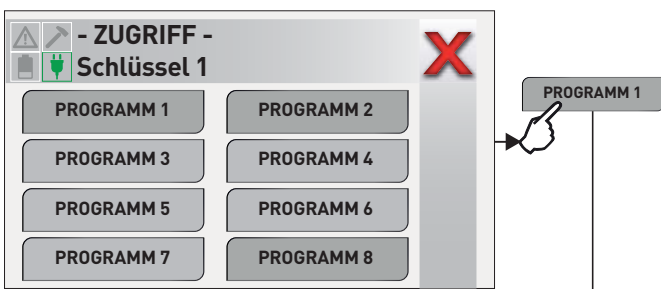 - ZUGRIFF -
Schlüssel 1
X
PROGRAMM 1
PROGRAMM 2
PROGRAMM 3
PROGRAMM 4
PROGRAMM 5
PROGRAMM 6
PROGRAMM 7
PROGRAMM 8
PROGRAMM 1